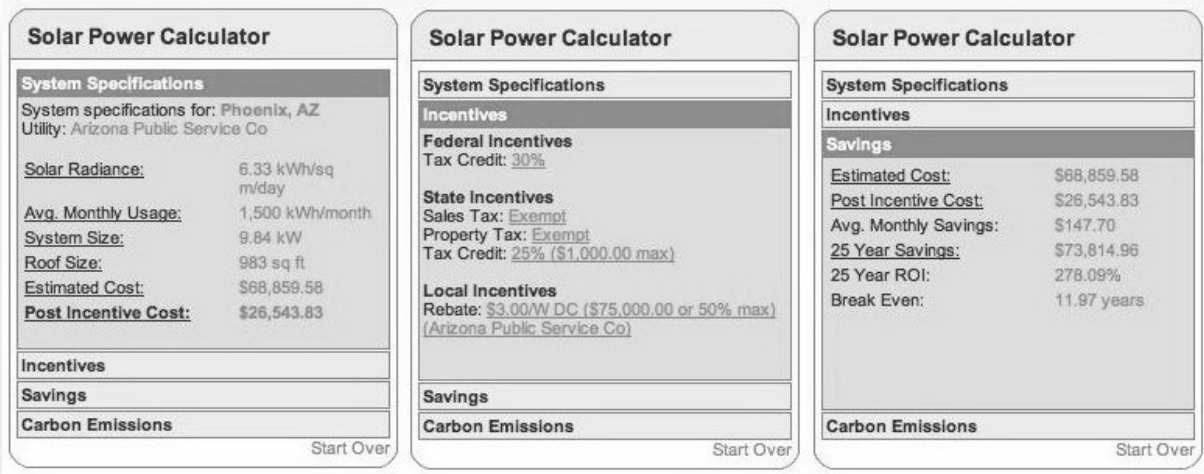 Solar Power Calculator
System Specifications
System specifications for: Phoenix, AZ
Utility: Arizona Public Service Co
Solar Radiance: 6.33 kWh/sq
m/day
Avg. Monthly Usage: 1,500 kWh/month
System Size: 9.84 kW
Roof Size: 983 sq ft
Estimated Cost: $68,859.58
Post Incentive Cost: $26,543.83
Incentives
Savings
Carbon Emissions
Start Over
Solar Power Calculator
System Specifications
Incentives
Federal Incentives
Tax Credit: 30%
State Incentives
Sales Tax: Exempt
Property Tax: Exempt
Tax Credit: 25% ($1,000.00 max)
Local Incentives
Rebate: $3.00/W DC ($75,000.00 or 50% max)
(Arizona Public Service Co)
Savings
Carbon Emissions
Start Over
Solar Power Calculator
System Specifications
Incentives
Savings
Estimated Cost: $68,859.58
Post Incentive Cost: $26,543.83
Avg. Monthly Savings: $147.70
25 Year Savings: $73,814.96
25 Year ROI: 278.09%
Break Even: 11.97 years
Carbon Emissions
Start Over